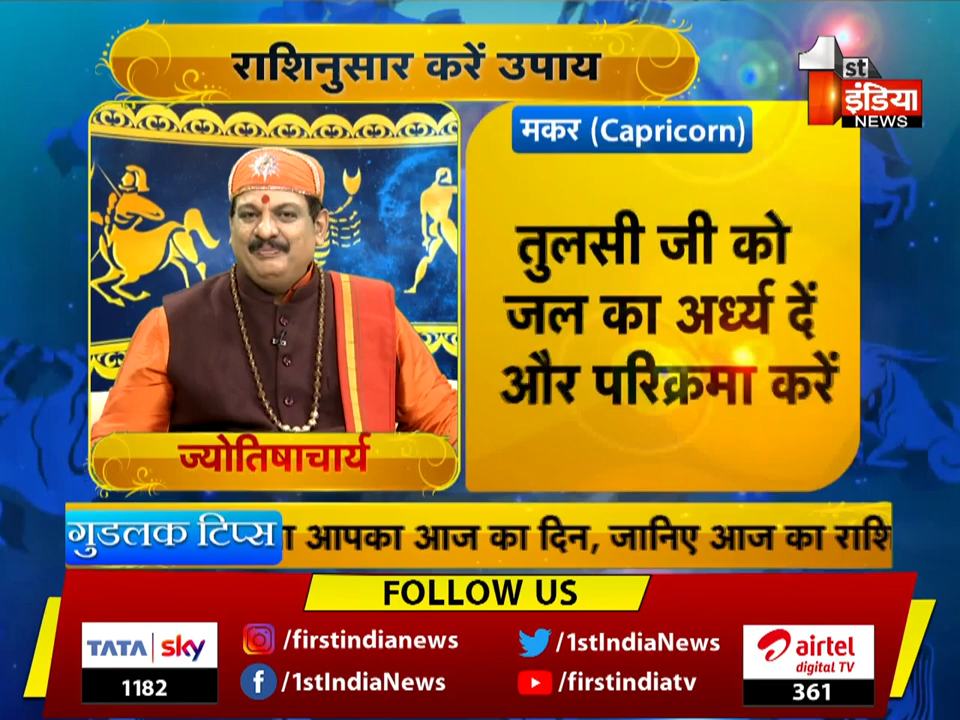 राशिनुसार करें उपाय
1st
इंडिया
NEWS
मकर (Capricorn)
तुलसी जी को
जल का अर्ध्य दें
और परिक्रमा करें
ज्योतिषाचार्य
गुडलक टिप्स
आपका आज का दिन, जानिए आज का
FOLLOW US
TATA sky
1182
/firstindianews
/1stIndiaNews
/1stIndiaNews
/firstindiatv
airtel
digital TV
361